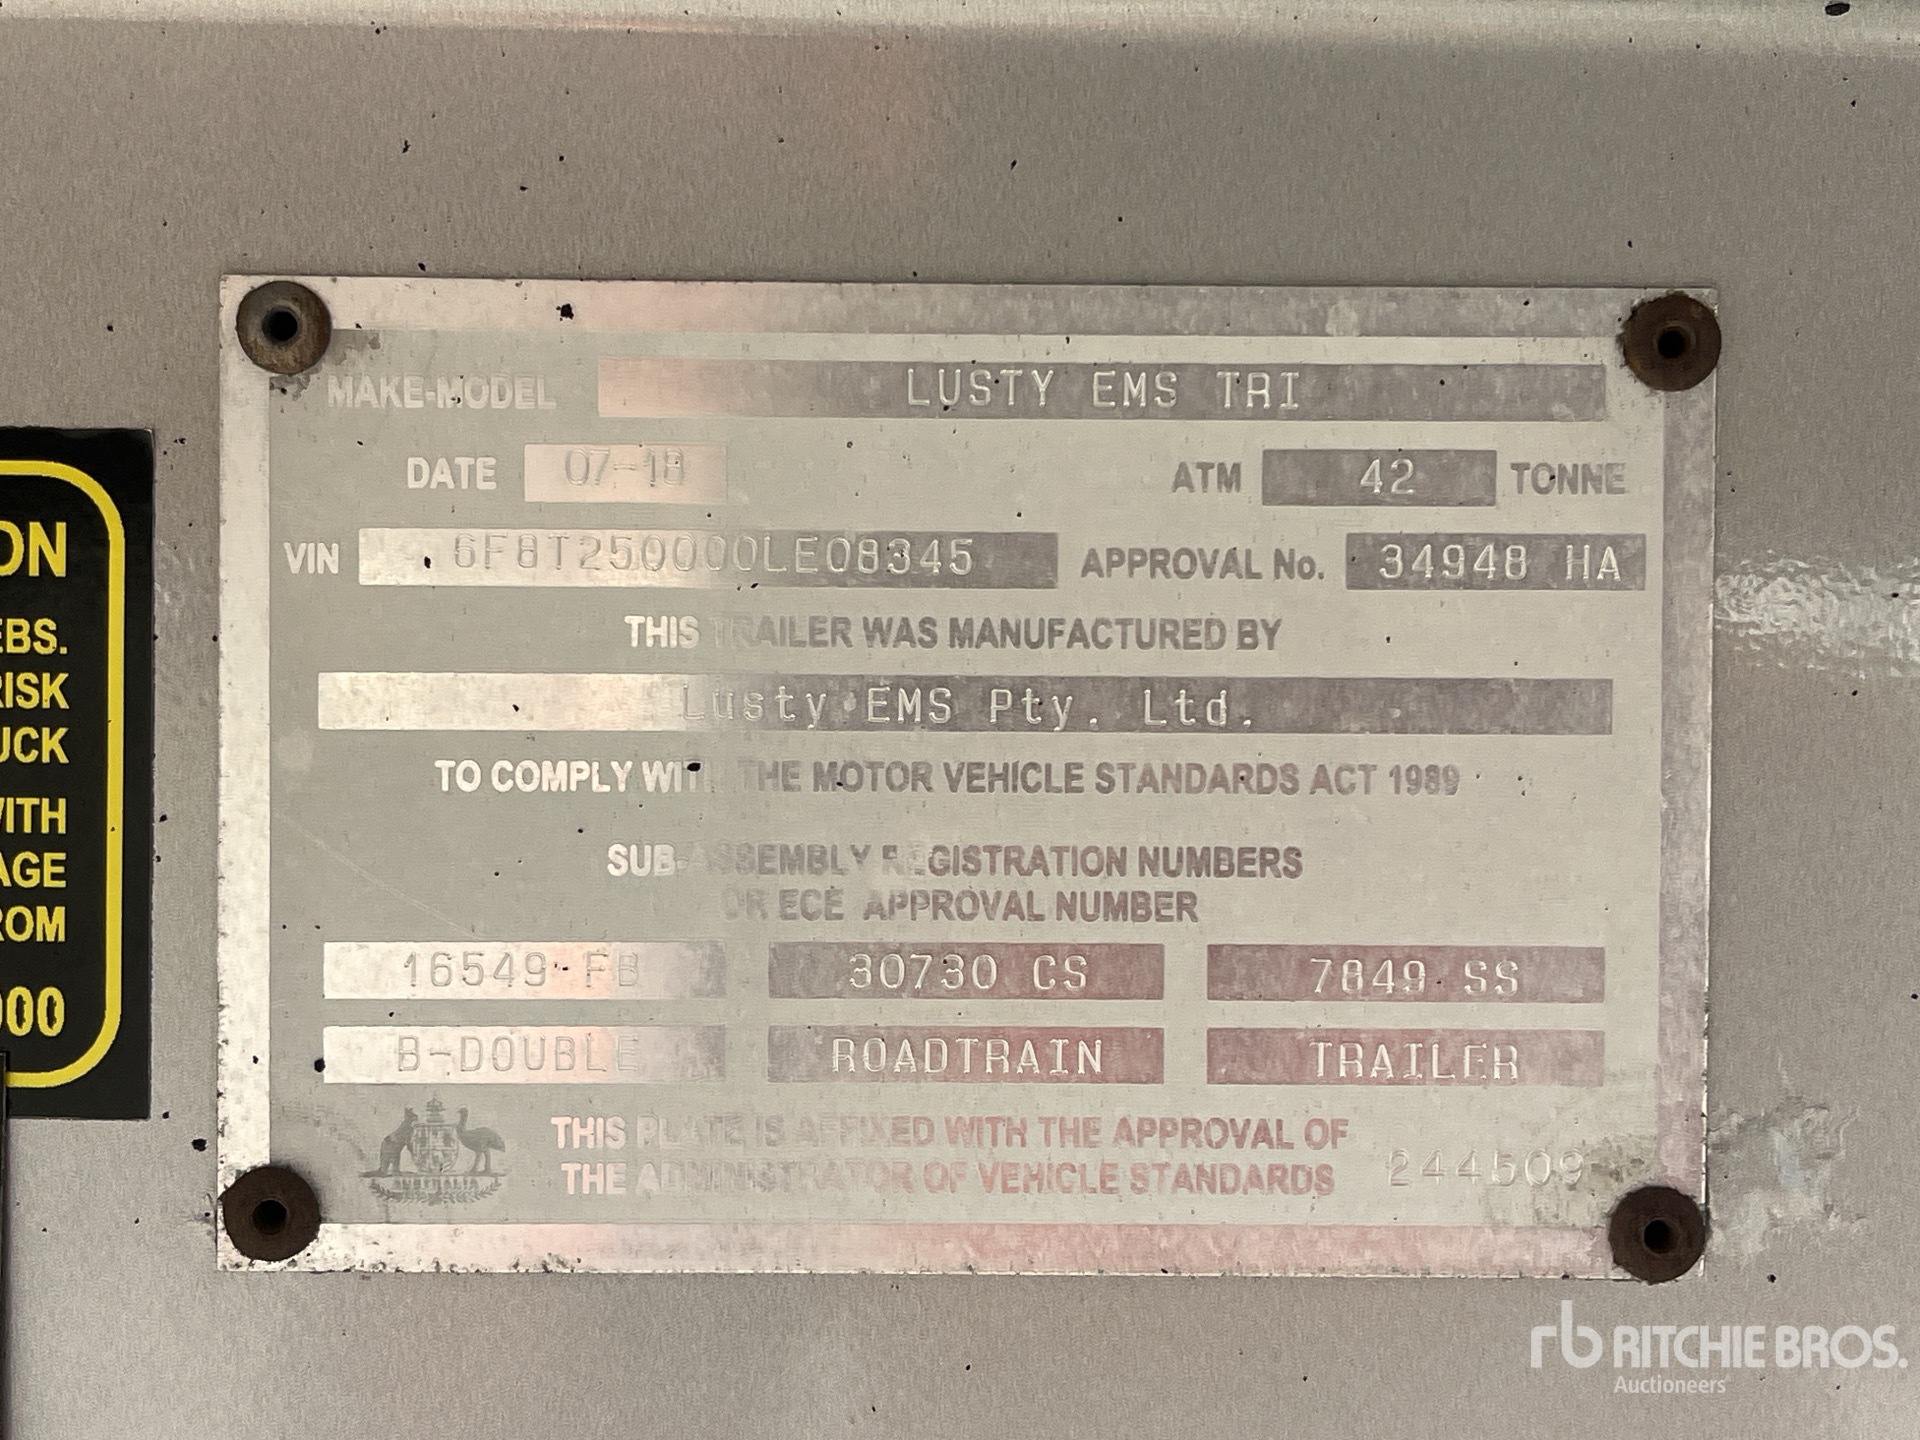 MAKE-MODEL LUSTY EMS TRI
DATE 07-18 ATM 42 TONNE
VIN 6F8T250000LE08345 APPROVAL No. 34948 HA
THIS TRAILER WAS MANUFACTURED BY
Lusty EMS Pty. Ltd.
TO COMPLY WITH THE MOTOR VEHICLE STANDARDS ACT 1989
SUB-ASSEMBLY REGISTRATION NUMBERS
OR ECE APPROVAL NUMBER
16549 FB 30730 CS 7849 SS
B-DOUBLE ROADTRAIN TRAILER
THIS PLATE IS AFFIXED WITH THE APPROVAL OF
THE ADMINISTRATOR OF VEHICLE STANDARDS 244509
AUSTRALIA
ON
EBS.
RISK
UCK
WITH
AGE
ROM
000
rb RITCHIE BROS.
Auctioneers